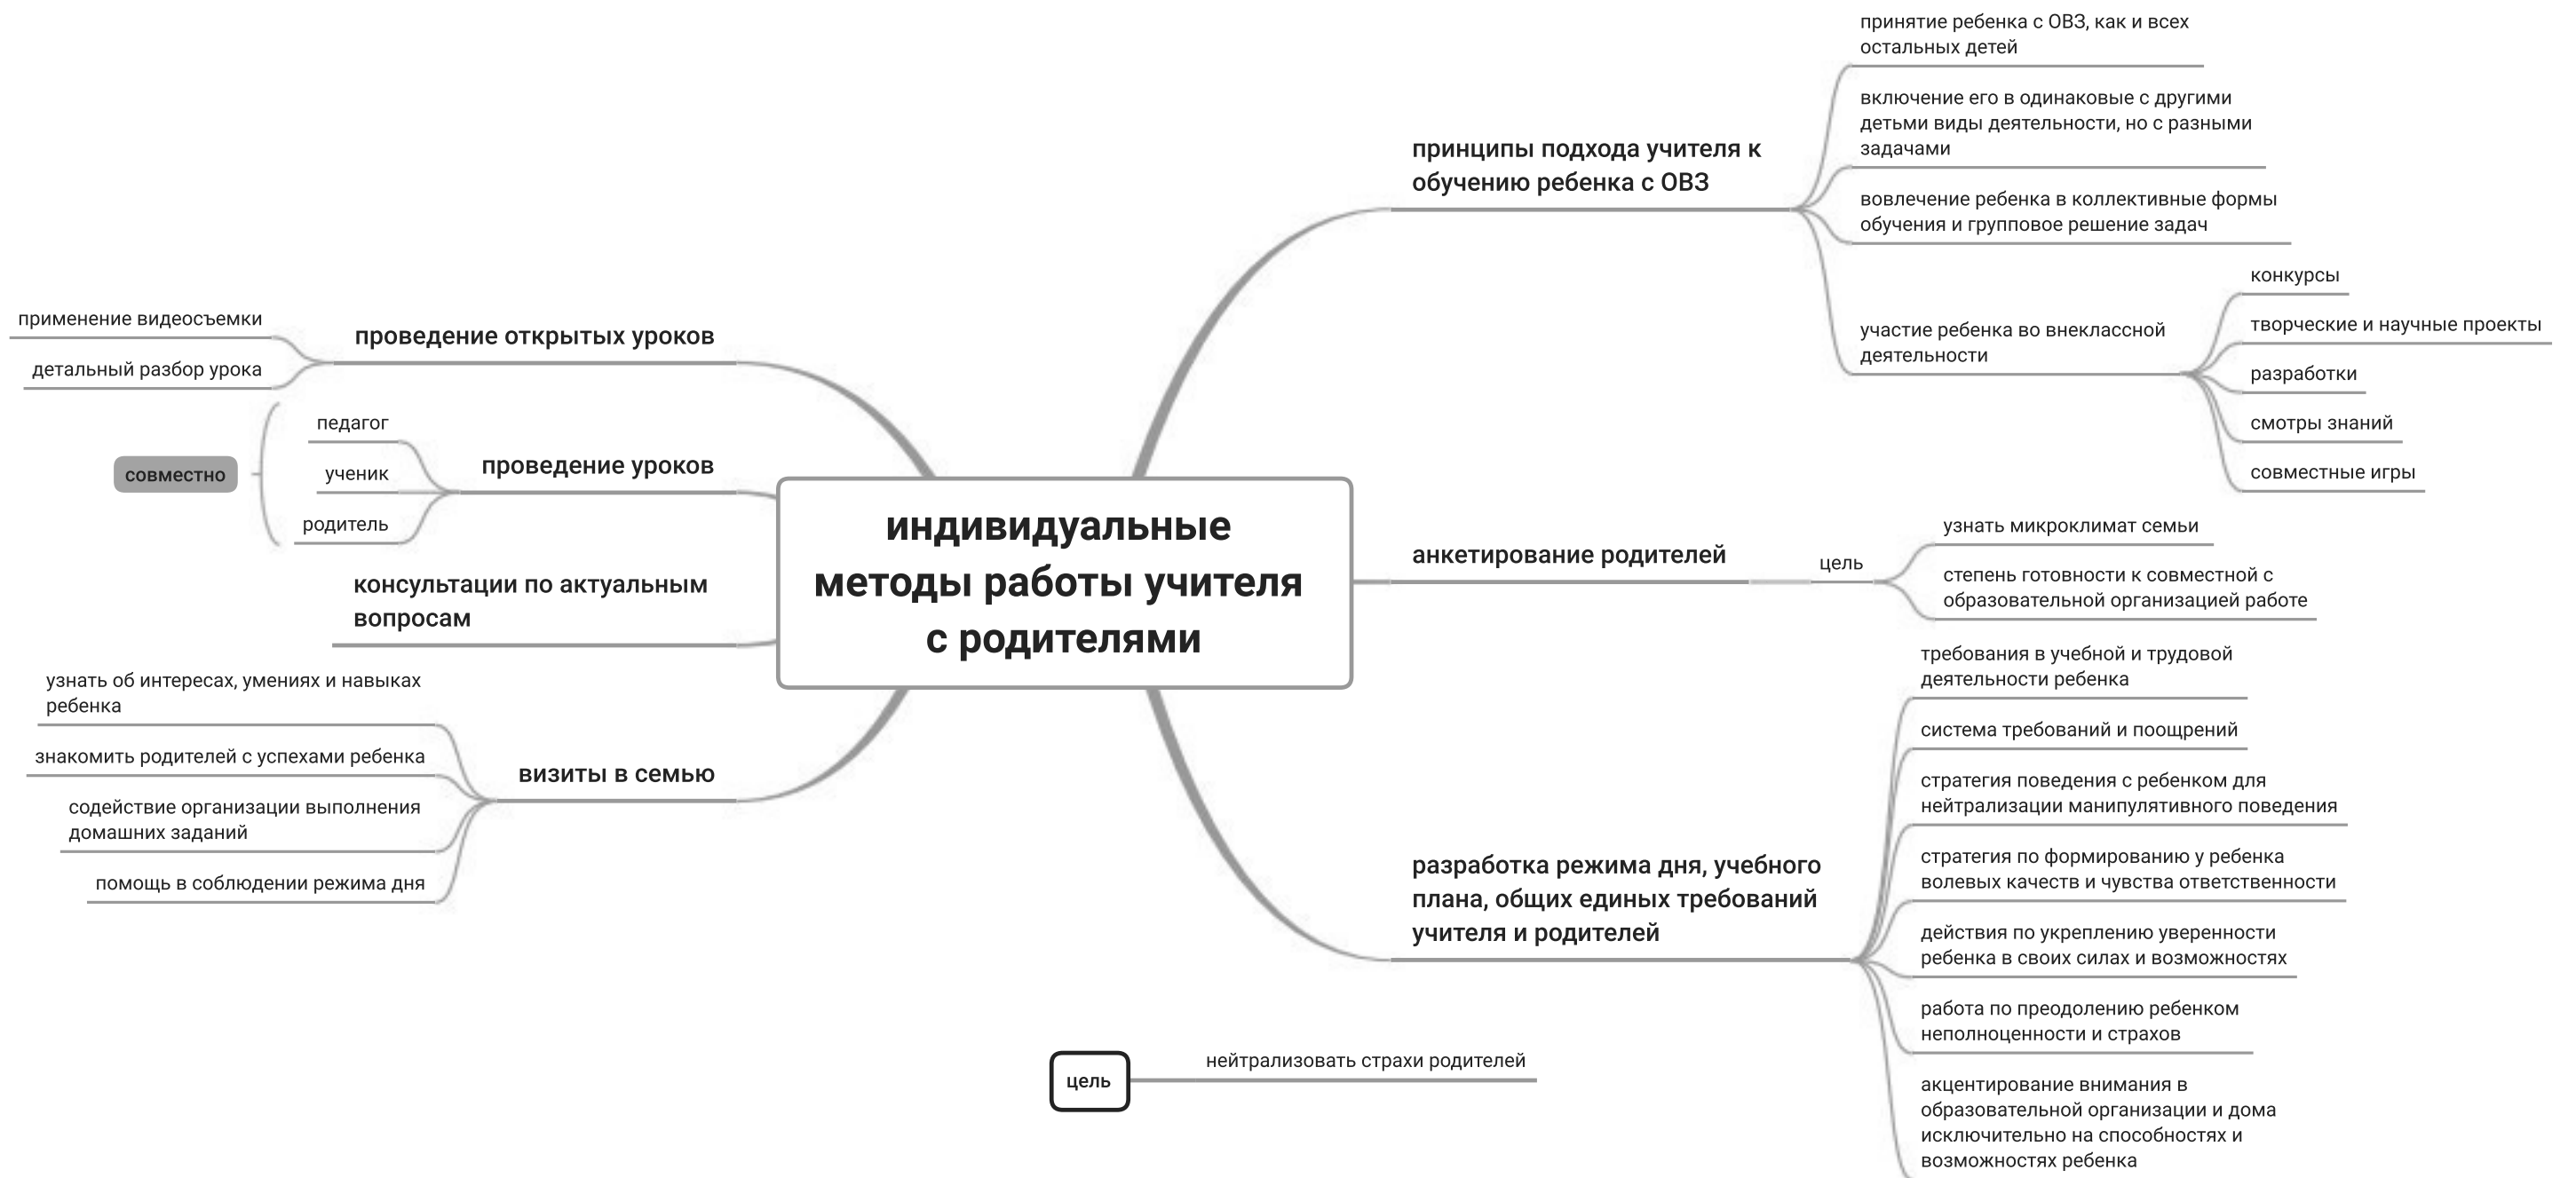 индивидуальные
методы работы учителя
с родителями
принципы подхода учителя к
обучению ребенка с ОВЗ
принятие ребенка с ОВЗ, как и всех
остальных детей
включение его в одинаковые с другими
детьми виды деятельности, но с разными
задачами
вовлечение ребенка в коллективные формы
обучения и групповое решение задач
участие ребенка во внеклассной
деятельности
конкурсы
творческие и научные проекты
разработки
смотры знаний
совместные игры
анкетирование родителей
цель
узнать микроклимат семьи
степень готовности к совместной с
образовательной организацией работе
разработка режима дня, учебного
плана, общих единых требований
учителя и родителей
требования в учебной и трудовой
деятельности ребенка
система требований и поощрений
стратегия поведения с ребенком для
нейтрализации манипулятивного поведения
стратегия по формированию у ребенка
волевых качеств и чувства ответственности
действия по укреплению уверенности
ребенка в своих силах и возможностях
работа по преодолению ребенком
неполноценности и страхов
акцентирование внимания в
образовательной организации и дома
исключительно на способностях и
возможностях ребенка
проведение открытых уроков
применение видеосъемки
детальный разбор урока
проведение уроков
педагог
ученик
родитель
совместно
консультации по актуальным
вопросам
визиты в семью
узнать об интересах, умениях и навыках
ребенка
знакомить родителей с успехами ребенка
содействие организации выполнения
домашних заданий
помощь в соблюдении режима дня
цель
нейтрализовать страхи родителей